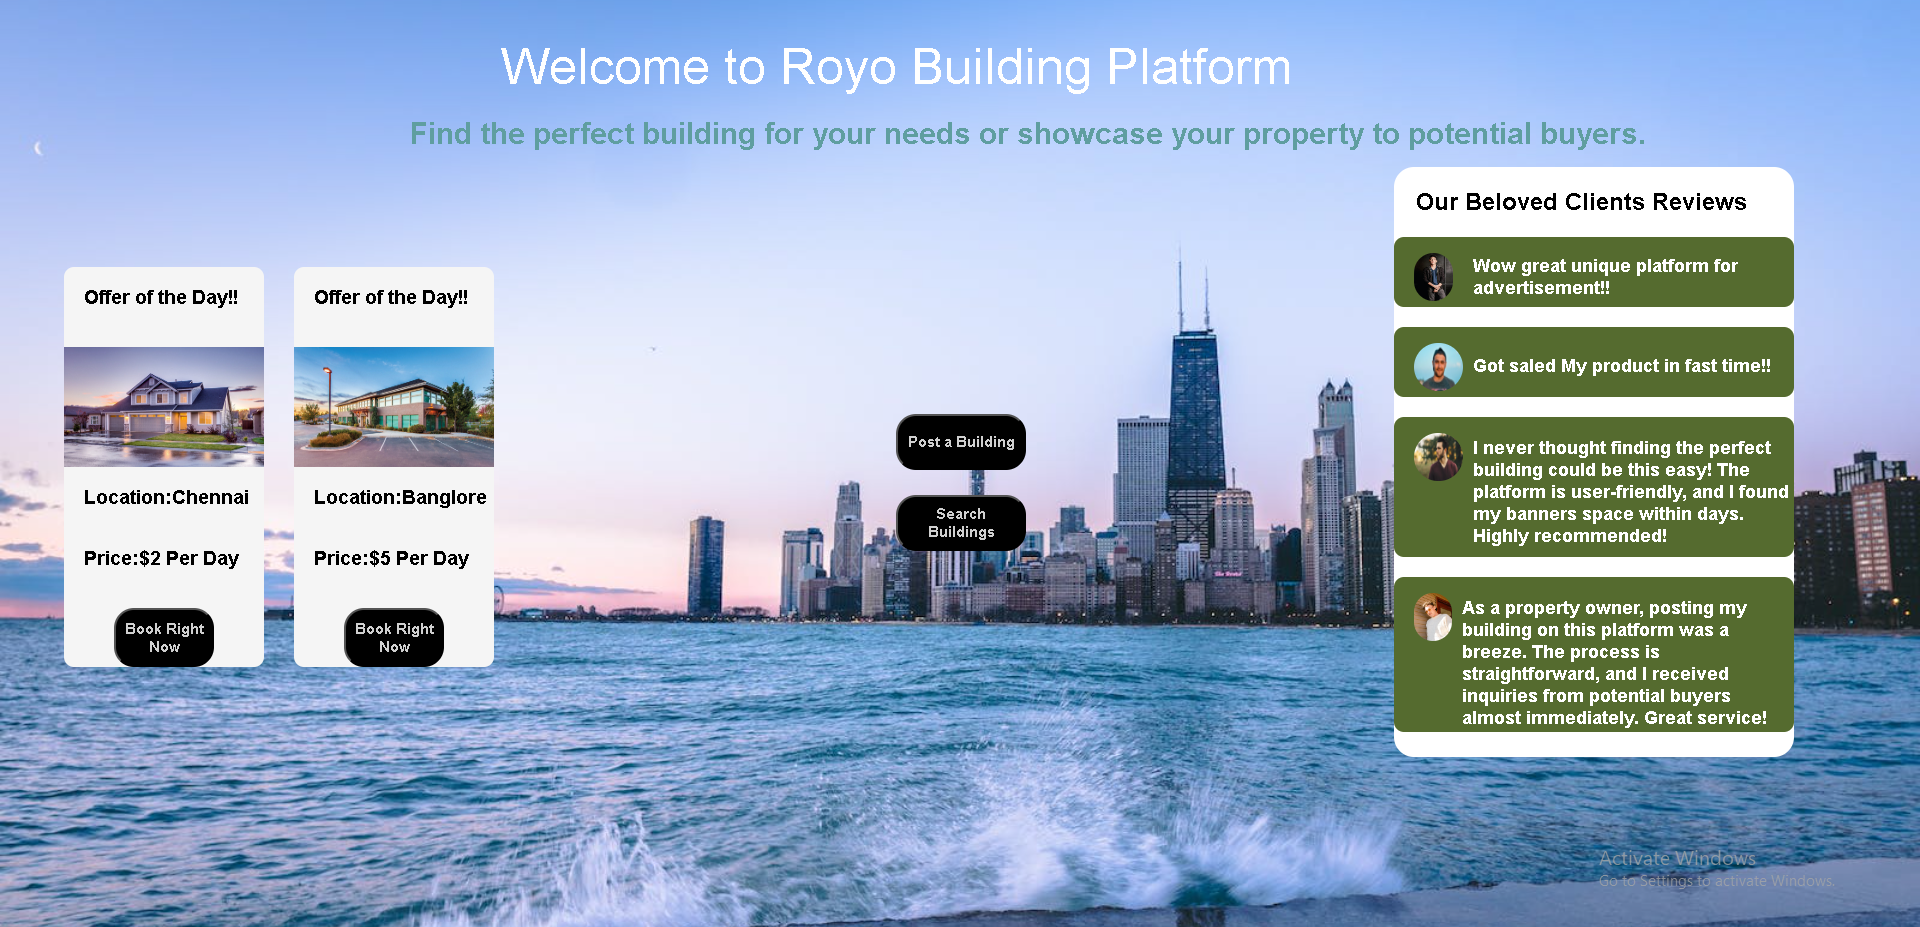 Welcome to Royo Building Platform
Find the perfect building for your needs or showcase your property to potential buyers.
Offer of the Day!!
Location:Chennai
Price:$2 Per Day
Book Right
Now
Offer of the Day!!
Location:Banglore
Price:$5 Per Day
Book Right
Now
Post a Building
Search
Buildings
Our Beloved Clients Reviews
Wow great unique platform for
advertisement!!
Got saled My product in fast time!!
I never thought finding the perfect
building could be this easy! The
platform is user-friendly, and I found
my banners space within days.
Highly recommended!
As a property owner, posting my
building on this platform was a
breeze. The process is
straightforward, and I received
inquiries from potential buyers
almost immediately. Great service!
Activate Windows
Go to Settings to activate Windows.